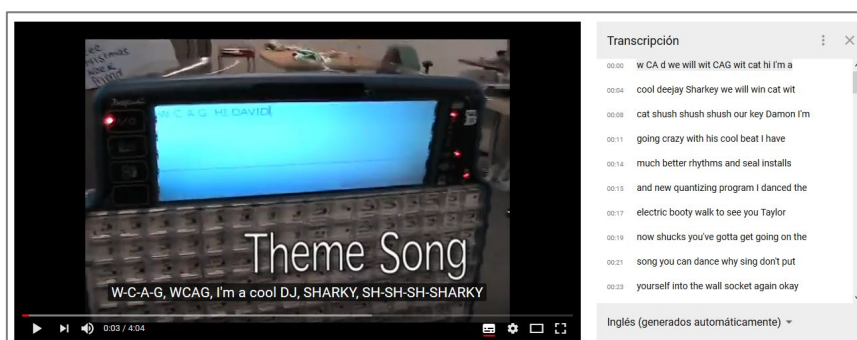 W-C-A-G HI DAVID
Theme Song
W-C-A-G, WCAG, I'm a cool DJ, SHARKY, SH-SH-SH-SHARKY
0:03 / 4:04
Transcripción
00:00 w CA d we will wit CAG wit cat hi I'm a
00:04 cool deejay Sharkey we will win cat wit
00:08 cat shush shush shush our key Damon I'm
00:11 going crazy with his cool beat I have
00:14 much better rhythms and seal installs
00:15 and new quantizing program I danced the
00:17 electric booty walk to see you Taylor
00:19 now shucks you've gotta get going on the
00:21 song you can dance why sing don't put
00:23 yourself into the wall socket again okay
Inglés (generados automáticamente)